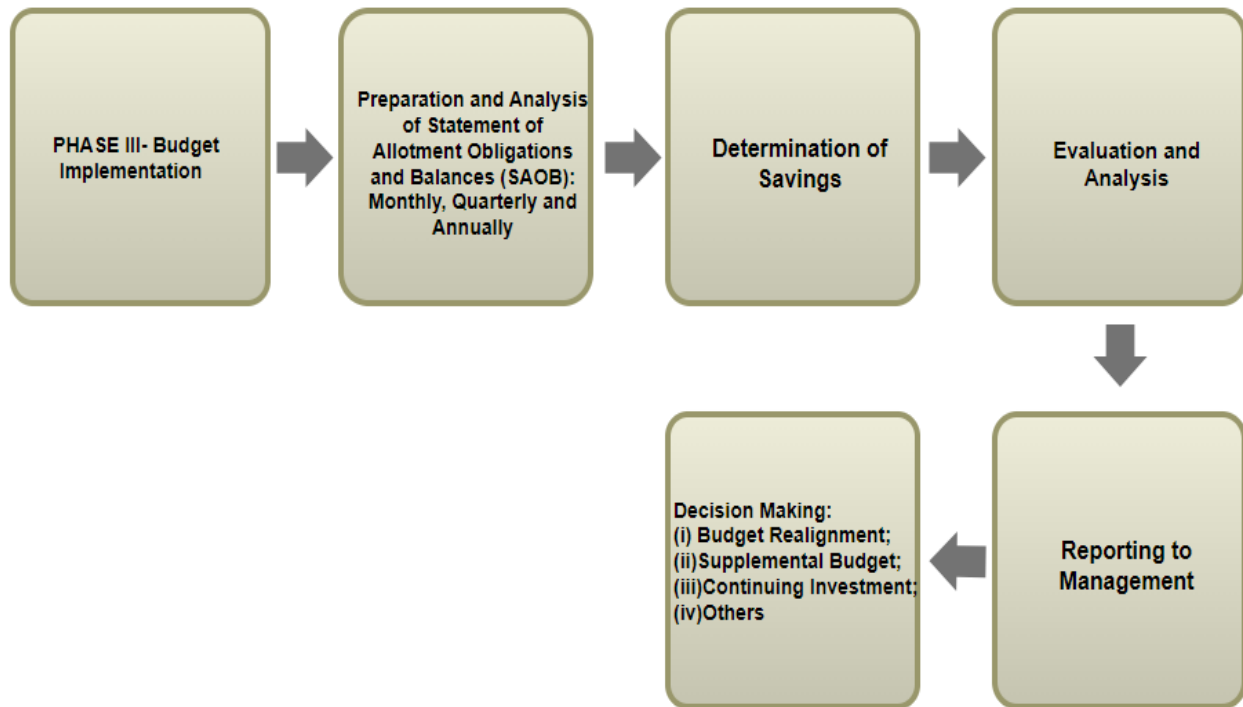 PHASE III- Budget
Implementation
Preparation and Analysis
of Statement of
Allotment Obligations
and Balances (SAOB):
Monthly, Quarterly and
Annually
Determination of
Savings
Evaluation and
Analysis
Reporting to
Management
Decision Making:
(i) Budget Realignment;
(ii)Supplemental Budget;
(iii)Continuing Investment;
(iv)Others